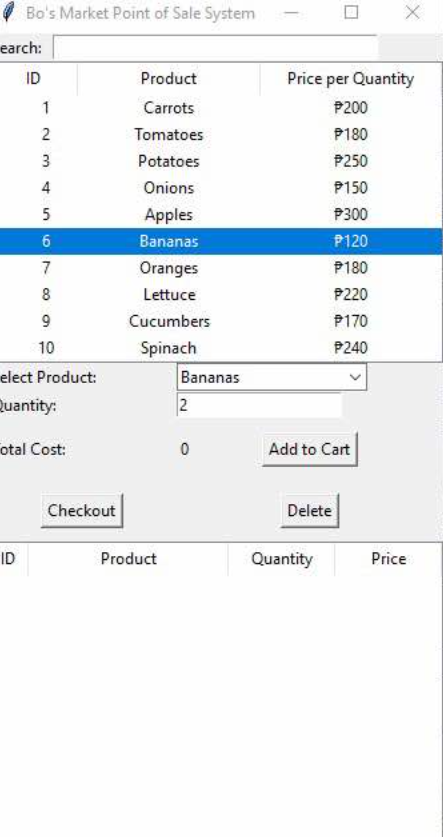 Bo's Market Point of Sale System
earch:
ID Product Price per Quantity
1 Carrots ₱200
2 Tomatoes ₱180
3 Potatoes ₱250
4 Onions ₱150
5 Apples ₱300
6 Bananas ₱120
7 Oranges ₱180
8 Lettuce ₱220
9 Cucumbers ₱170
10 Spinach ₱240
elect Product: Bananas
Quantity: 2
otal Cost: 0 Add to Cart
Checkout Delete
ID Product Quantity Price